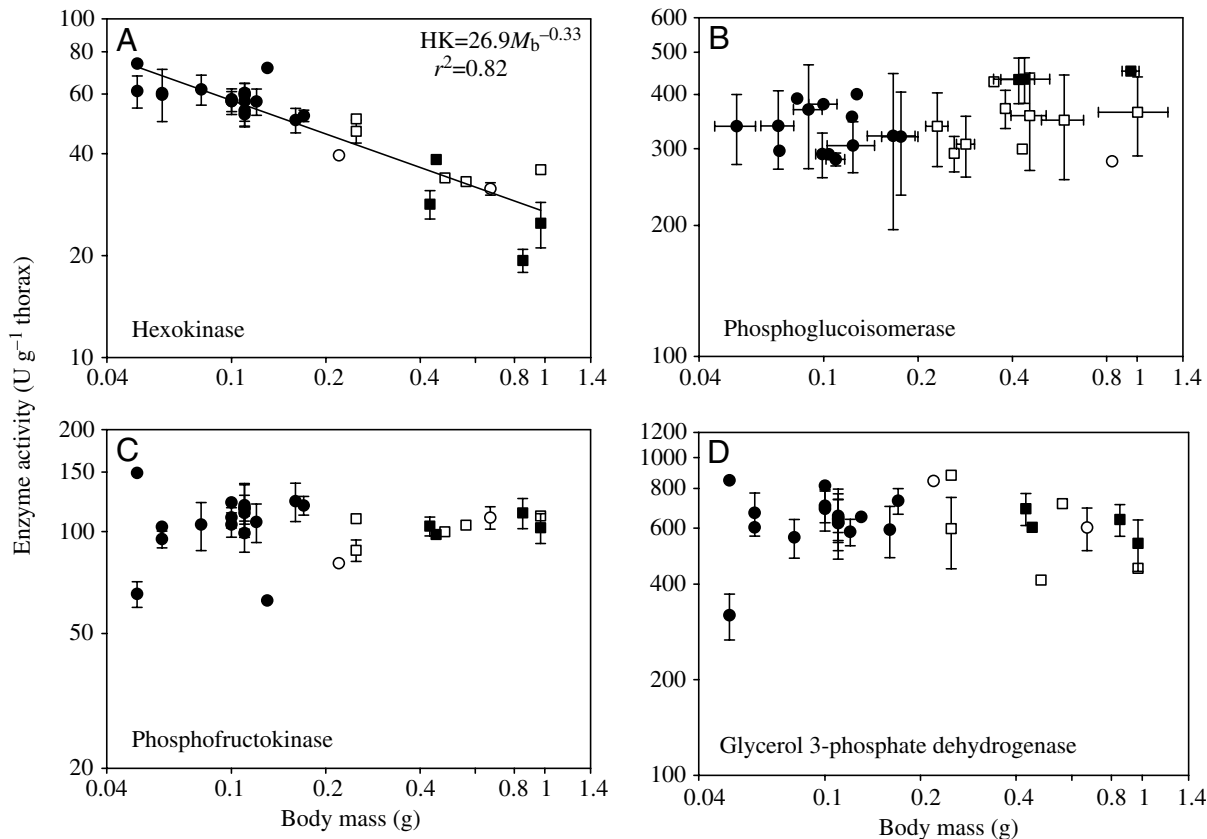 Enzyme activity (U g⁻¹ thorax)
A
HK=26.9Mb⁻⁰·³³
r²=0.82
100
80
60
40
20
10
Hexokinase
0.04 0.1 0.2 0.4 0.8 1 1.4
B
600
500
400
300
200
100
Phosphoglucoisomerase
0.04 0.1 0.2 0.4 0.8 1 1.4
C
200
150
100
50
20
Phosphofructokinase
0.04 0.1 0.2 0.4 0.8 1 1.4
Body mass (g)
D
1200
1000
800
600
400
200
100
Glycerol 3-phosphate dehydrogenase
0.04 0.1 0.2 0.4 0.8 1 1.4
Body mass (g)